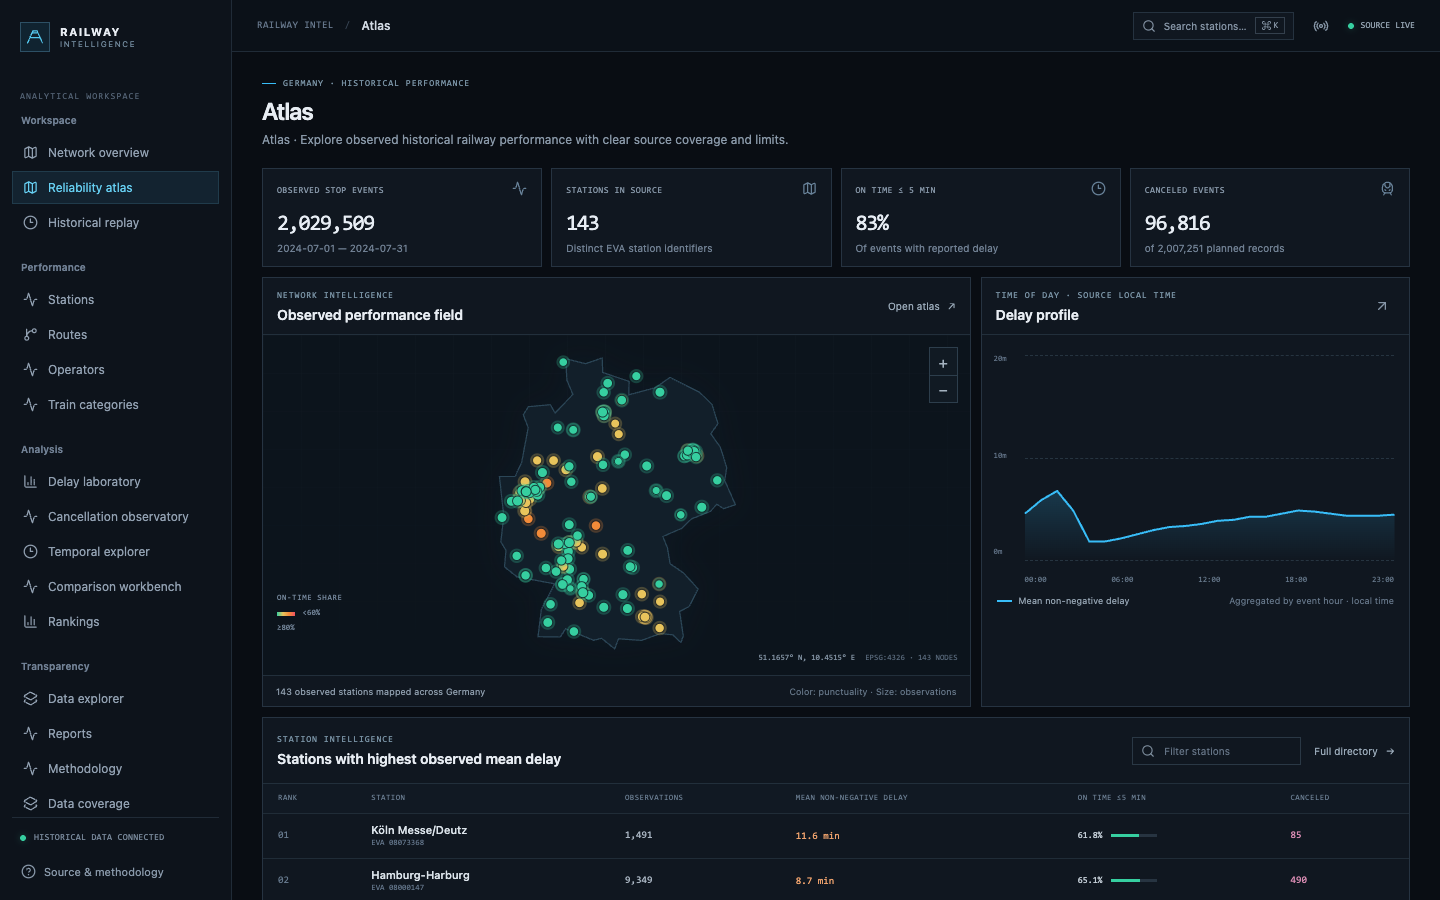 RAILWAY
INTELLIGENCE
ANALYTICAL WORKSPACE
Workspace
Network overview
Reliability atlas
Historical replay
Performance
Stations
Routes
Operators
Train categories
Analysis
Delay laboratory
Cancellation observatory
Temporal explorer
Comparison workbench
Rankings
Transparency
Data explorer
Reports
Methodology
Data coverage
HISTORICAL DATA CONNECTED
Source & methodology
RAILWAY INTEL / Atlas
Search stations... ⌘K
SOURCE LIVE
GERMANY · HISTORICAL PERFORMANCE
Atlas
Atlas · Explore observed historical railway performance with clear source coverage and limits.
OBSERVED STOP EVENTS
2,029,509
2024-07-01 — 2024-07-31
STATIONS IN SOURCE
143
Distinct EVA station identifiers
ON TIME ≤ 5 MIN
83%
Of events with reported delay
CANCELED EVENTS
96,816
of 2,007,251 planned records
NETWORK INTELLIGENCE
Observed performance field
Open atlas ↗
+
−
ON-TIME SHARE
<60%
≥80%
51.1657° N, 10.4515° E EPSG:4326 · 143 NODES
143 observed stations mapped across Germany
Color: punctuality · Size: observations
TIME OF DAY · SOURCE LOCAL TIME
Delay profile
20m
10m
0m
00:00 06:00 12:00 18:00 23:00
Mean non-negative delay
Aggregated by event hour · local time
STATION INTELLIGENCE
Stations with highest observed mean delay
Filter stations
Full directory →
RANK STATION OBSERVATIONS MEAN NON-NEGATIVE DELAY ON TIME ≤5 MIN CANCELED
01 Köln Messe/Deutz 1,491 11.6 min 61.8% 85
EVA 08073368
02 Hamburg-Harburg 9,349 8.7 min 65.1% 490
EVA 08000147